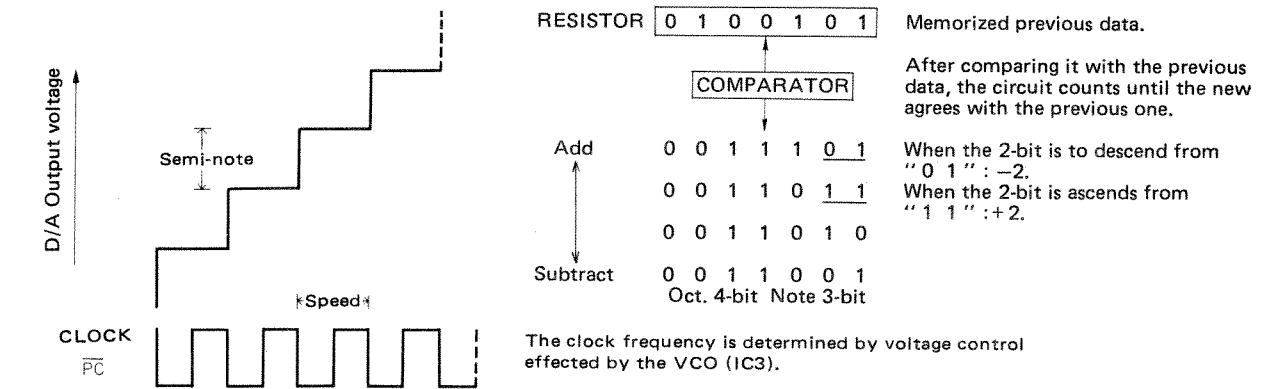 D/A Output voltage
Semi-note
Speed
CLOCK
PC
RESISTOR 0 1 0 0 1 0 1 Memorized previous data.
COMPARATOR
After comparing it with the previous
data, the circuit counts until the new
agrees with the previous one.
Add 0 0 1 1 1 0 1 When the 2-bit is to descend from
"0 1" : −2.
0 0 1 1 0 1 1 When the 2-bit is ascends from
"1 1" : +2.
0 0 1 1 0 1 0
Subtract 0 0 1 1 0 0 1
Oct. 4-bit Note 3-bit
The clock frequency is determined by voltage control
effected by the VCO (IC3).